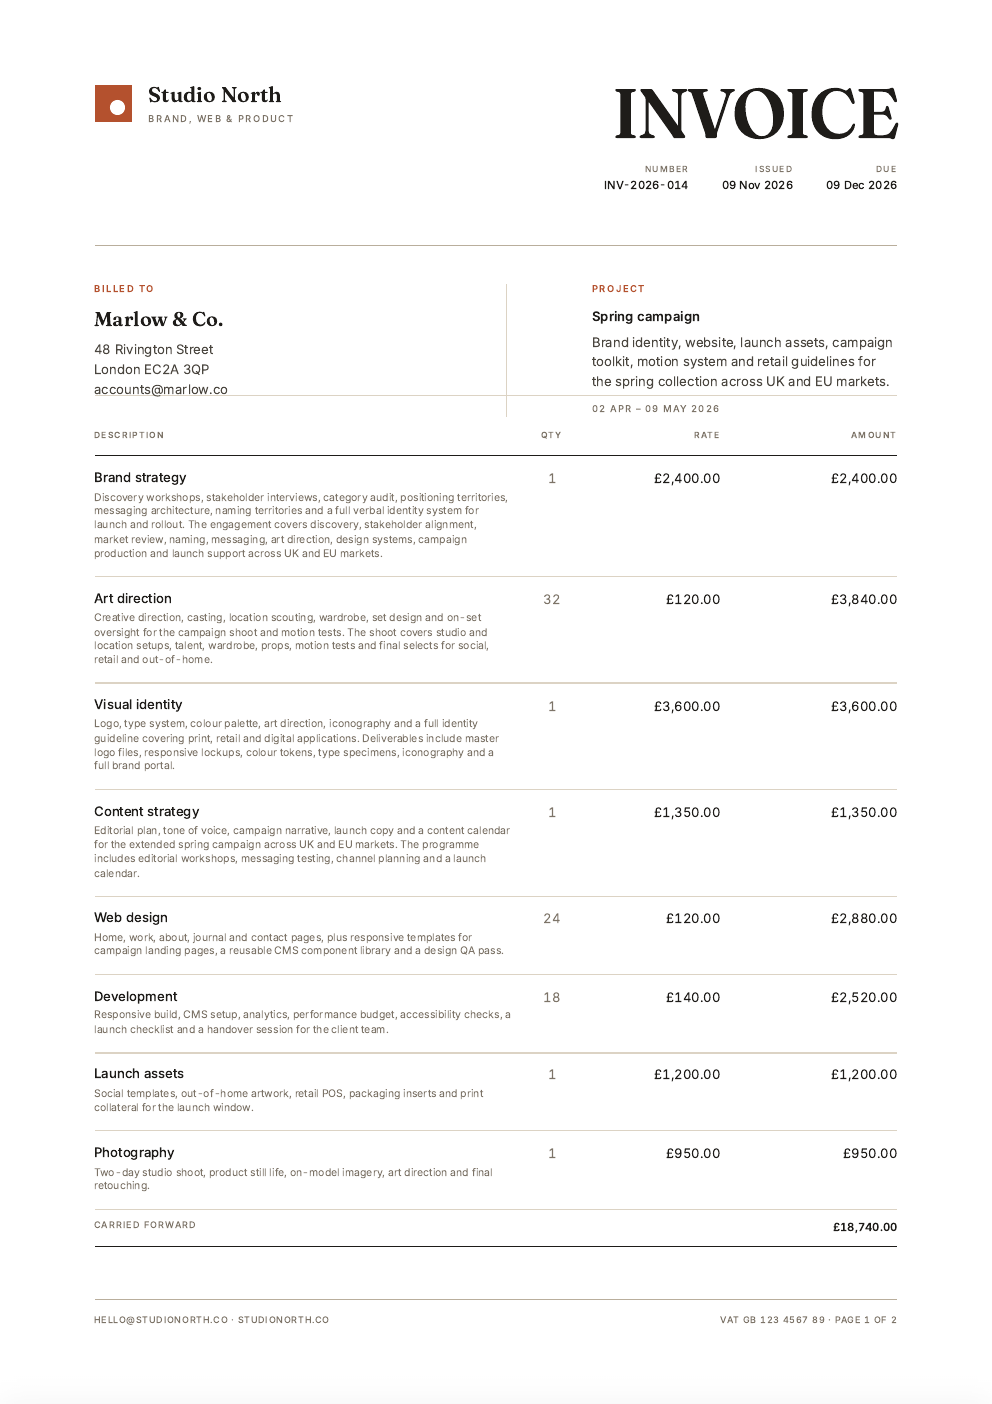 Studio North
BRAND, WEB & PRODUCT
INVOICE
NUMBER ISSUED DUE
INV-2026-014 09 Nov 2026 09 Dec 2026
BILLED TO
Marlow & Co.
48 Rivington Street
London EC2A 3QP
accounts@marlow.co
PROJECT
Spring campaign
Brand identity, website, launch assets, campaign
toolkit, motion system and retail guidelines for
the spring collection across UK and EU markets.
02 APR – 09 MAY 2026
DESCRIPTION QTY RATE AMOUNT
Brand strategy 1 £2,400.00 £2,400.00
Discovery workshops, stakeholder interviews, category audit, positioning territories,
messaging architecture, naming territories and a full verbal identity system for
launch and rollout. The engagement covers discovery, stakeholder alignment,
market review, naming, messaging, art direction, design systems, campaign
production and launch support across UK and EU markets.
Art direction 32 £120.00 £3,840.00
Creative direction, casting, location scouting, wardrobe, set design and on-set
oversight for the campaign shoot and motion tests. The shoot covers studio and
location setups, talent, wardrobe, props, motion tests and final selects for social,
retail and out-of-home.
Visual identity 1 £3,600.00 £3,600.00
Logo, type system, colour palette, art direction, iconography and a full identity
guideline covering print, retail and digital applications. Deliverables include master
logo files, responsive lockups, colour tokens, type specimens, iconography and a
full brand portal.
Content strategy 1 £1,350.00 £1,350.00
Editorial plan, tone of voice, campaign narrative, launch copy and a content calendar
for the extended spring campaign across UK and EU markets. The programme
includes editorial workshops, messaging testing, channel planning and a launch
calendar.
Web design 24 £120.00 £2,880.00
Home, work, about, journal and contact pages, plus responsive templates for
campaign landing pages, a reusable CMS component library and a design QA pass.
Development 18 £140.00 £2,520.00
Responsive build, CMS setup, analytics, performance budget, accessibility checks, a
launch checklist and a handover session for the client team.
Launch assets 1 £1,200.00 £1,200.00
Social templates, out-of-home artwork, retail POS, packaging inserts and print
collateral for the launch window.
Photography 1 £950.00 £950.00
Two-day studio shoot, product still life, on-model imagery, art direction and final
retouching.
CARRIED FORWARD £18,740.00
HELLO@STUDIONORTH.CO · STUDIONORTH.CO VAT GB 123 4567 89 · PAGE 1 OF 2